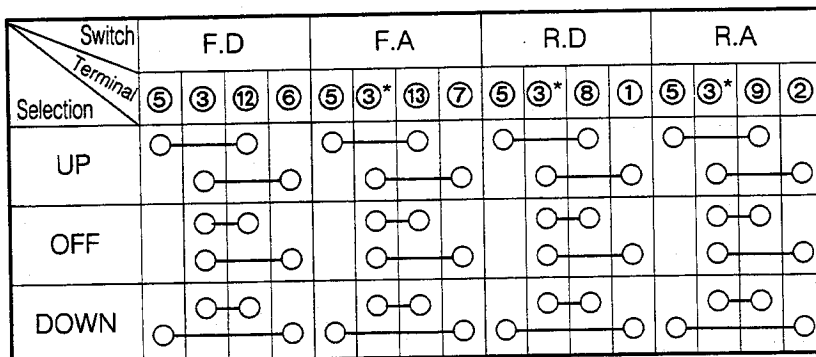 Switch F.D F.A R.D R.A
Terminal
Selection ⑤ ③ ⑫ ⑥ ⑤ ③* ⑬ ⑦ ⑤ ③* ⑧ ① ⑤ ③* ⑨ ②
UP
OFF
DOWN